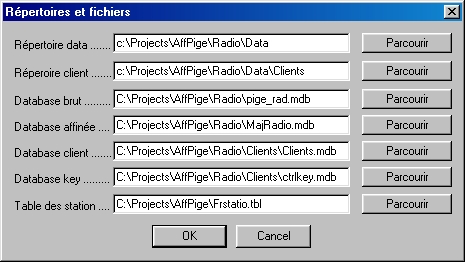 Répertoires et fichiers
Répertoire data ....... c:\Projects\AffPige\Radio\Data Parcourir
Réperoire client ....... c:\Projects\AffPige\Radio\Data\Clients Parcourir
Database brut ......... C:\Projects\AffPige\Radio\pige_rad.mdb Parcourir
Database affinée .... C:\Projects\AffPige\Radio\MajRadio.mdb Parcourir
Database client ....... C:\Projects\AffPige\Radio\Clients\Clients.mdb Parcourir
Database key ......... C:\Projects\AffPige\Radio\Clients\ctrlkey.mdb Parcourir
Table des station .... C:\Projects\AffPige\Frstatio.tbl Parcourir
OK Cancel